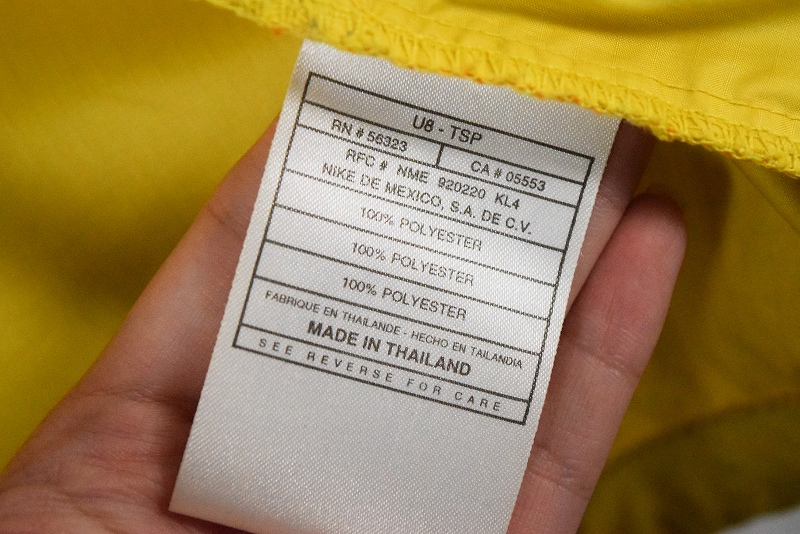 U8 - TSP
RN # 56323 CA # 05553
RFC # NME 920220 KL4
NIKE DE MEXICO, S.A. DE C.V.
100% POLYESTER
100% POLYESTER
100% POLYESTER
FABRIQUE EN THAILANDE - HECHO EN TAILANDIA
MADE IN THAILAND
SEE REVERSE FOR CARE